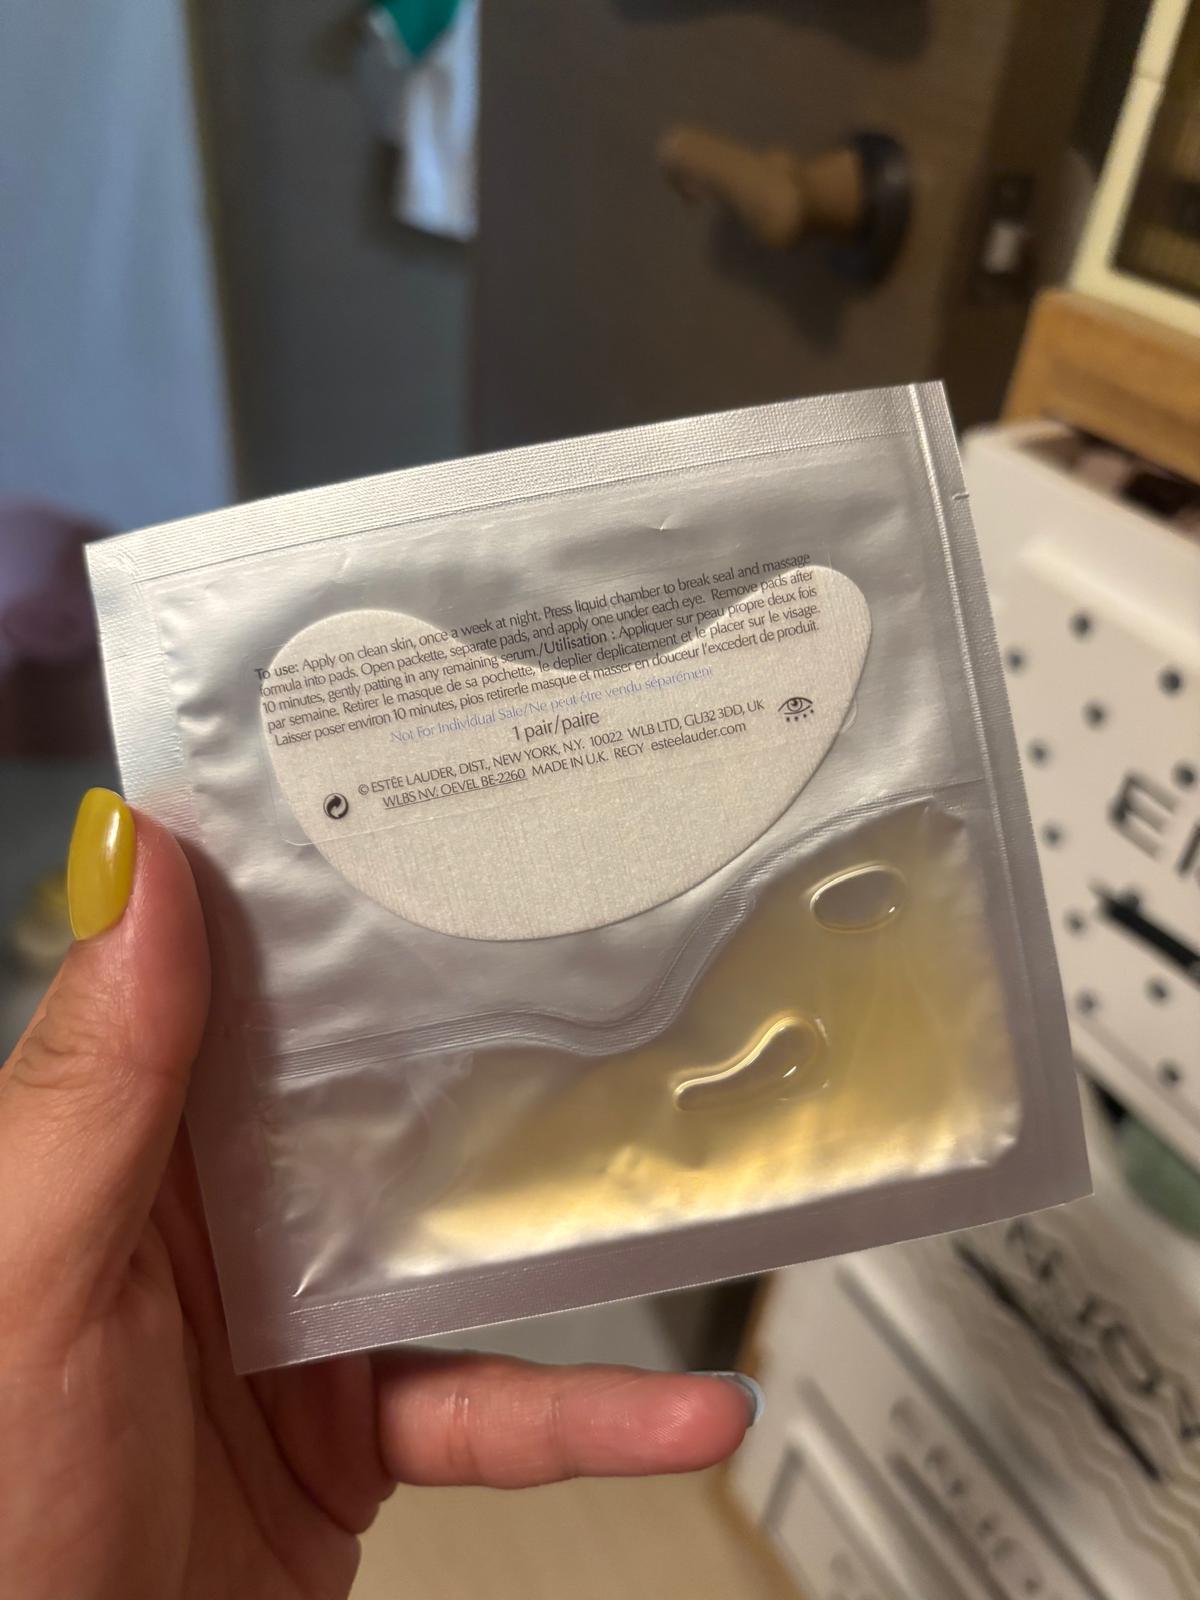 To use: Apply on clean skin, once a week at night. Press liquid chamber to break seal and massage
formula into pads. Open packette, separate pads, and apply one under each eye. Remove pads after
10 minutes, gently patting in any remaining serum./Utilisation : Appliquer sur peau propre deux fois
par semaine. Retirer le masque de sa pochette, le deplier deplicatement et le placer sur le visage.
Laisser poser environ 10 minutes, pios retirerle masque et masser en douceur l'excedert de produit.
Not For Individual Sale/Ne peut être vendu séparément
1 pair/paire
© ESTĒE LAUDER, DIST., NEW YORK, N.Y. 10022 WLB LTD, GU32 3DD, UK
WLBS NV, OEVEL BE-2260 MADE IN U.K. REGY esteelauder.com